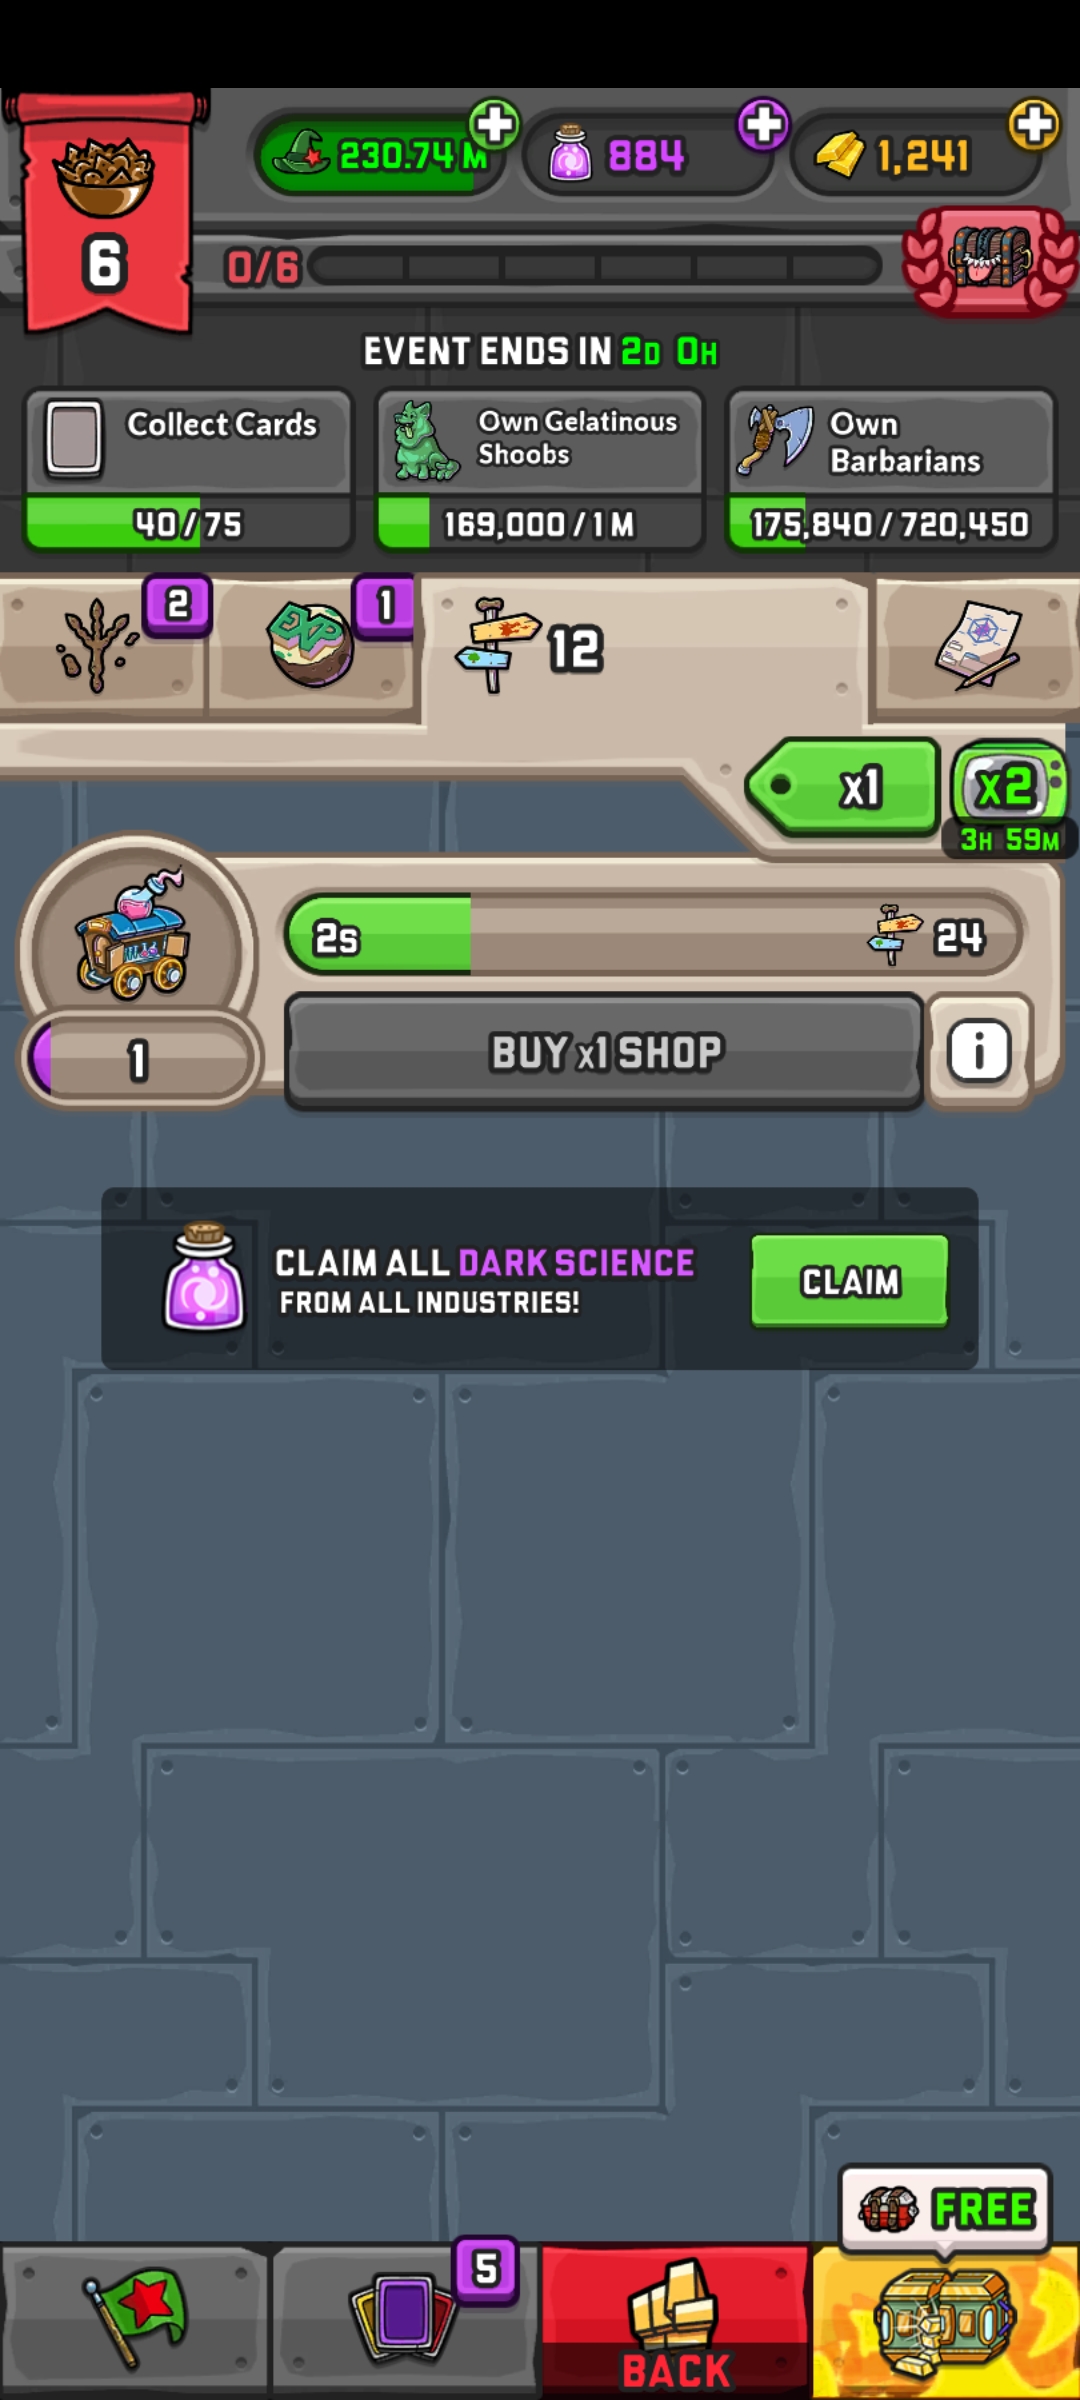 230.74 M
884
1,241
6
0/6
EVENT ENDS IN 2D 0H
Collect Cards
Own Gelatinous
Shoobs
Own
Barbarians
40/75
169,000/1M
175,840/720,450
2
EXP
1
12
x1
x2
3H 59M
2s
24
1
BUY x1 SHOP
i
CLAIM ALL DARK SCIENCE
FROM ALL INDUSTRIES!
CLAIM
FREE
5
BACK